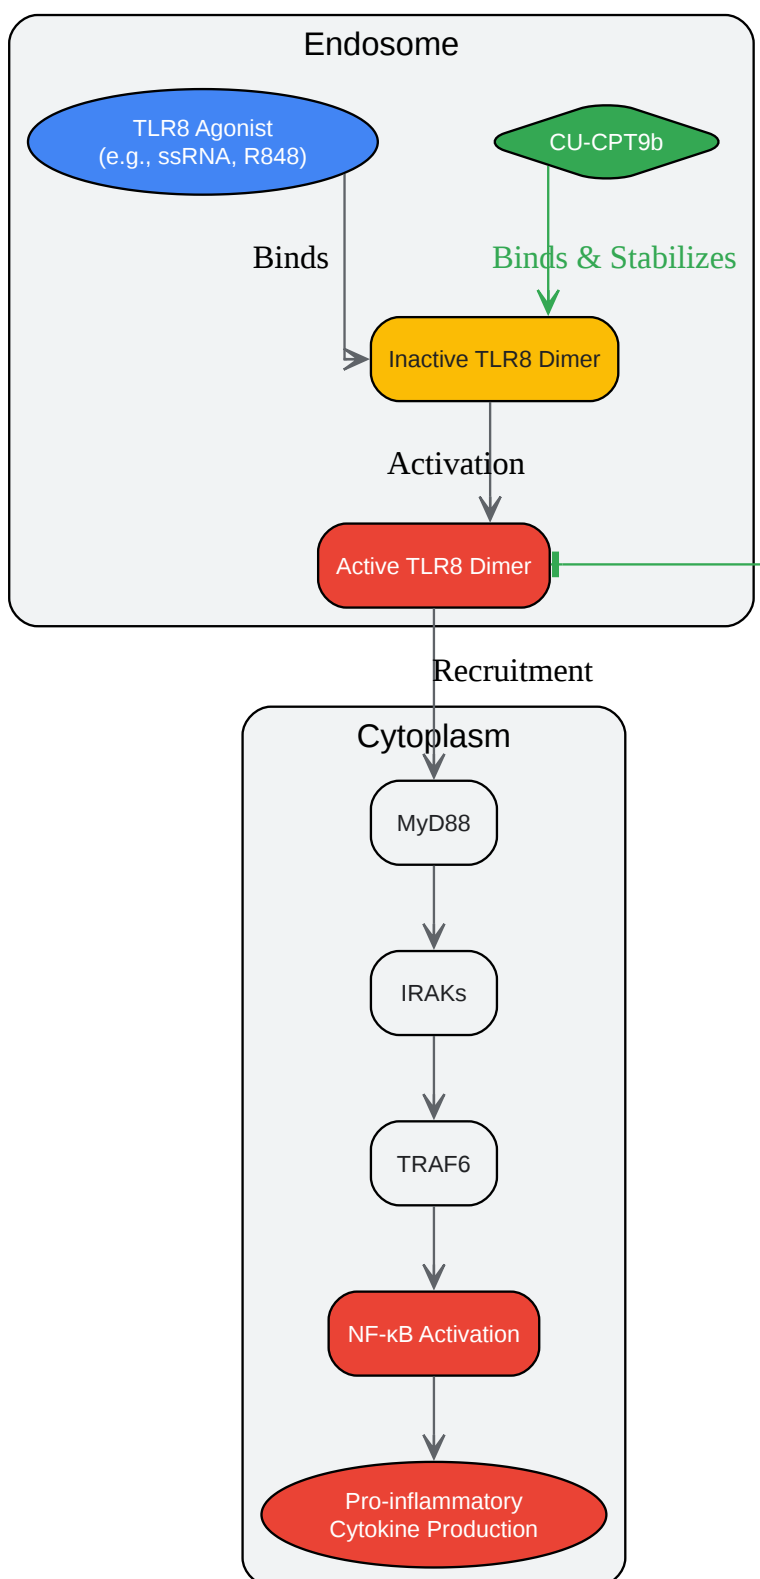 Endosome
TLR8 Agonist
(e.g., ssRNA, R848)
CU-CPT9b
Binds
Binds & Stabilizes
Inactive TLR8 Dimer
Activation
Active TLR8 Dimer
Recruitment
Cytoplasm
MyD88
IRAKs
TRAF6
NF-κB Activation
Pro-inflammatory
Cytokine Production